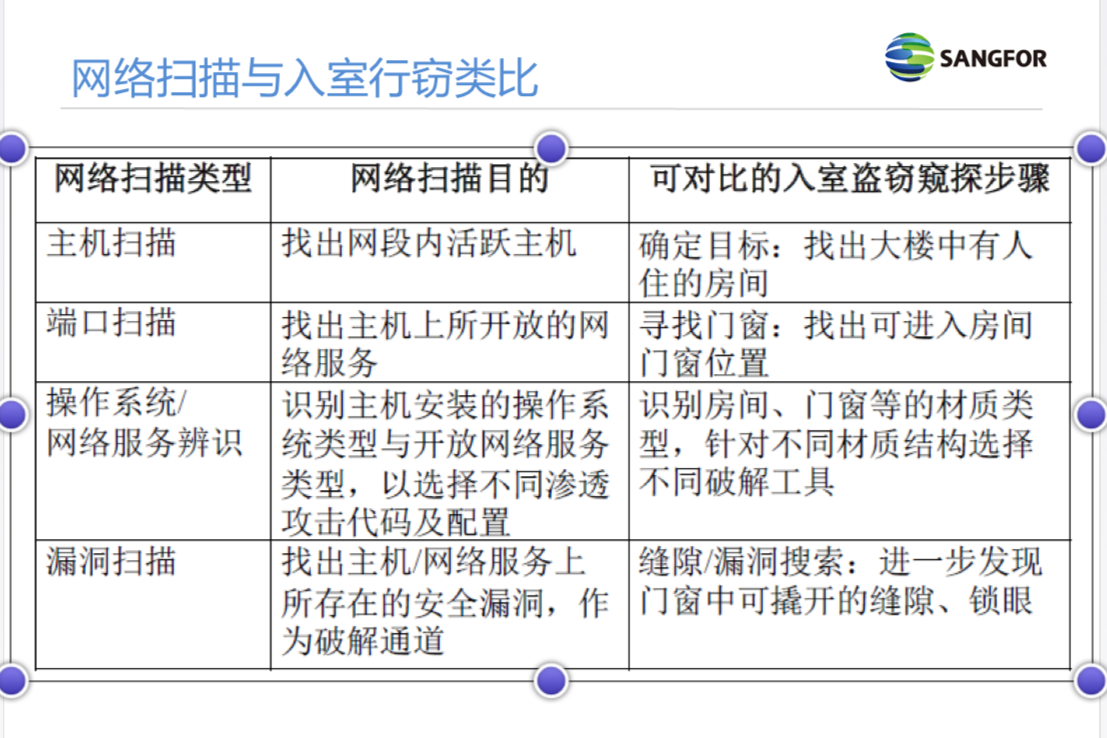 网络扫描与入室行窃类比
SANGFOR
网络扫描类型
网络扫描目的
可对比的入室盗窃窥探步骤
主机扫描
找出网段内活跃主机
确定目标：找出大楼中有人
住的房间
端口扫描
找出主机上所开放的网
络服务
寻找门窗：找出可进入房间
门窗位置
操作系统/
网络服务辨识
识别主机安装的操作系
统类型与开放网络服务
类型，以选择不同渗透
攻击代码及配置
识别房间、门窗等的材质类
型，针对不同材质结构选择
不同破解工具
漏洞扫描
找出主机/网络服务上
所存在的安全漏洞，作
为破解通道
缝隙/漏洞搜索：进一步发现
门窗中可撬开的缝隙、锁眼